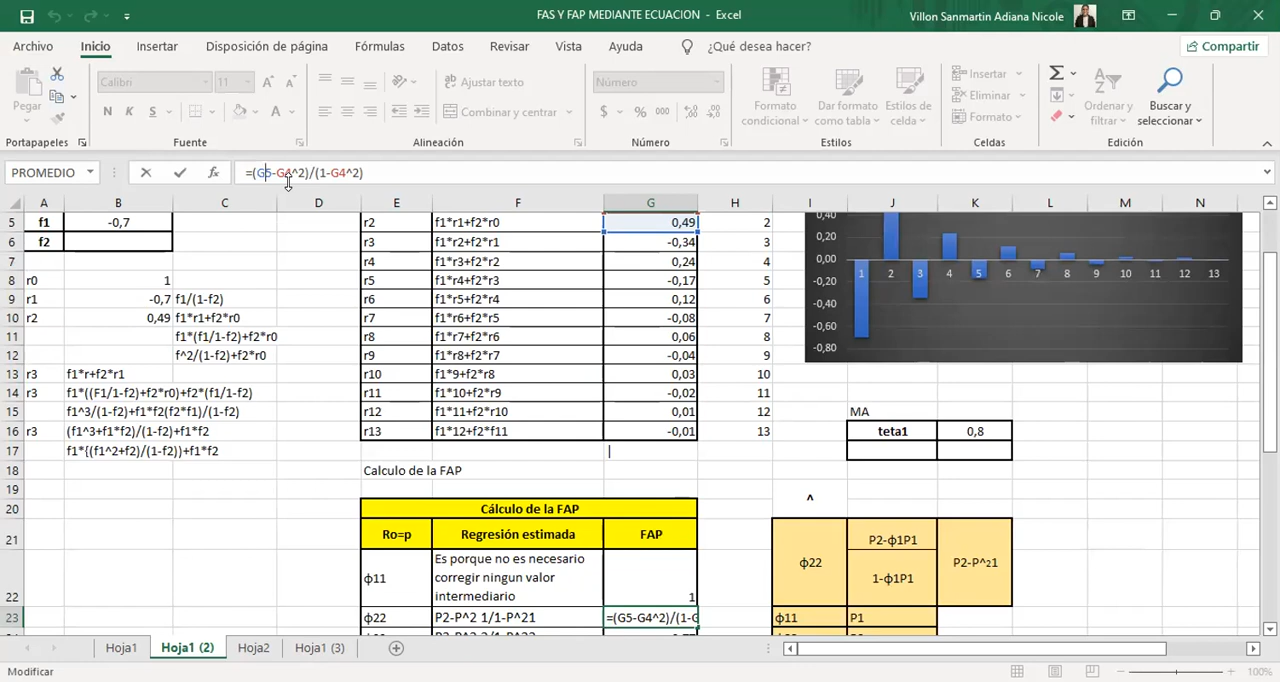 FAS Y FAP MEDIANTE ECUACION - Excel
Villon Sanmartin Adiana Nicole
Archivo Inicio Insertar Disposición de página Fórmulas Datos Revisar Vista Ayuda ¿Qué desea hacer? Compartir
Pegar
Calibri 11
N K S
Ajustar texto
Combinar y centrar
Número
$ % 000
Formato condicional
Dar formato como tabla
Estilos de celda
Insertar
Eliminar
Formato
Ordenar y filtrar
Buscar y seleccionar
Portapapeles Fuente Alineación Número Estilos Celdas Edición
PROMEDIO fx =(G5-G4^2)/(1-G4^2)
A B C D E F G H I J K L M N
5 f1 -0,7 r2 f1*r1+f2*r0 0,49 2
6 f2 r3 f1*r2+f2*r1 -0,34 3
7 r4 f1*r3+f2*r2 0,24 4
8 r0 1 r5 f1*r4+f2*r3 -0,17 5
9 r1 -0,7 f1/(1-f2) r6 f1*r5+f2*r4 0,12 6
10 r2 0,49 f1*r1+f2*r0 r7 f1*r6+f2*r5 -0,08 7
11 f1*(f1/1-f2)+f2*r0 r8 f1*r7+f2*r6 0,06 8
12 f^2/(1-f2)+f2*r0 r9 f1*r8+f2*r7 -0,04 9
13 r3 f1*r+f2*r1 r10 f1*9+f2*r8 0,03 10
14 r3 f1*((F1/1-f2)+f2*r0)+f2*(f1/1-f2) r11 f1*10+f2*r9 -0,02 11
15 f1^3/(1-f2)+f1*f2(f2*f1)/(1-f2) r12 f1*11+f2*r10 0,01 12 MA
16 r3 (f1^3+f1*f2)/(1-f2)+f1*f2 r13 f1*12+f2*f11 -0,01 13 teta1 0,8
17 f1*{(f1^2+f2)/(1-f2))+f1*f2
18 Calculo de la FAP
19 ^
20 Cálculo de la FAP
21 Ro=p Regresión estimada FAP
22 ϕ11 Es porque no es necesario corregir ningun valor intermediario 1
23 ϕ22 P2-P^2 1/1-P^21 =(G5-G4^2)/(1-G
ϕ22 P2-ϕ1P1
1-ϕ1P1
P2-P^21
ϕ11 P1
0,40
0,20
0,00
-0,20
-0,40
-0,60
-0,80
1 2 3 4 5 6 7 8 9 10 11 12 13
Hoja1 Hoja1 (2) Hoja2 Hoja1 (3)
Modificar
100%